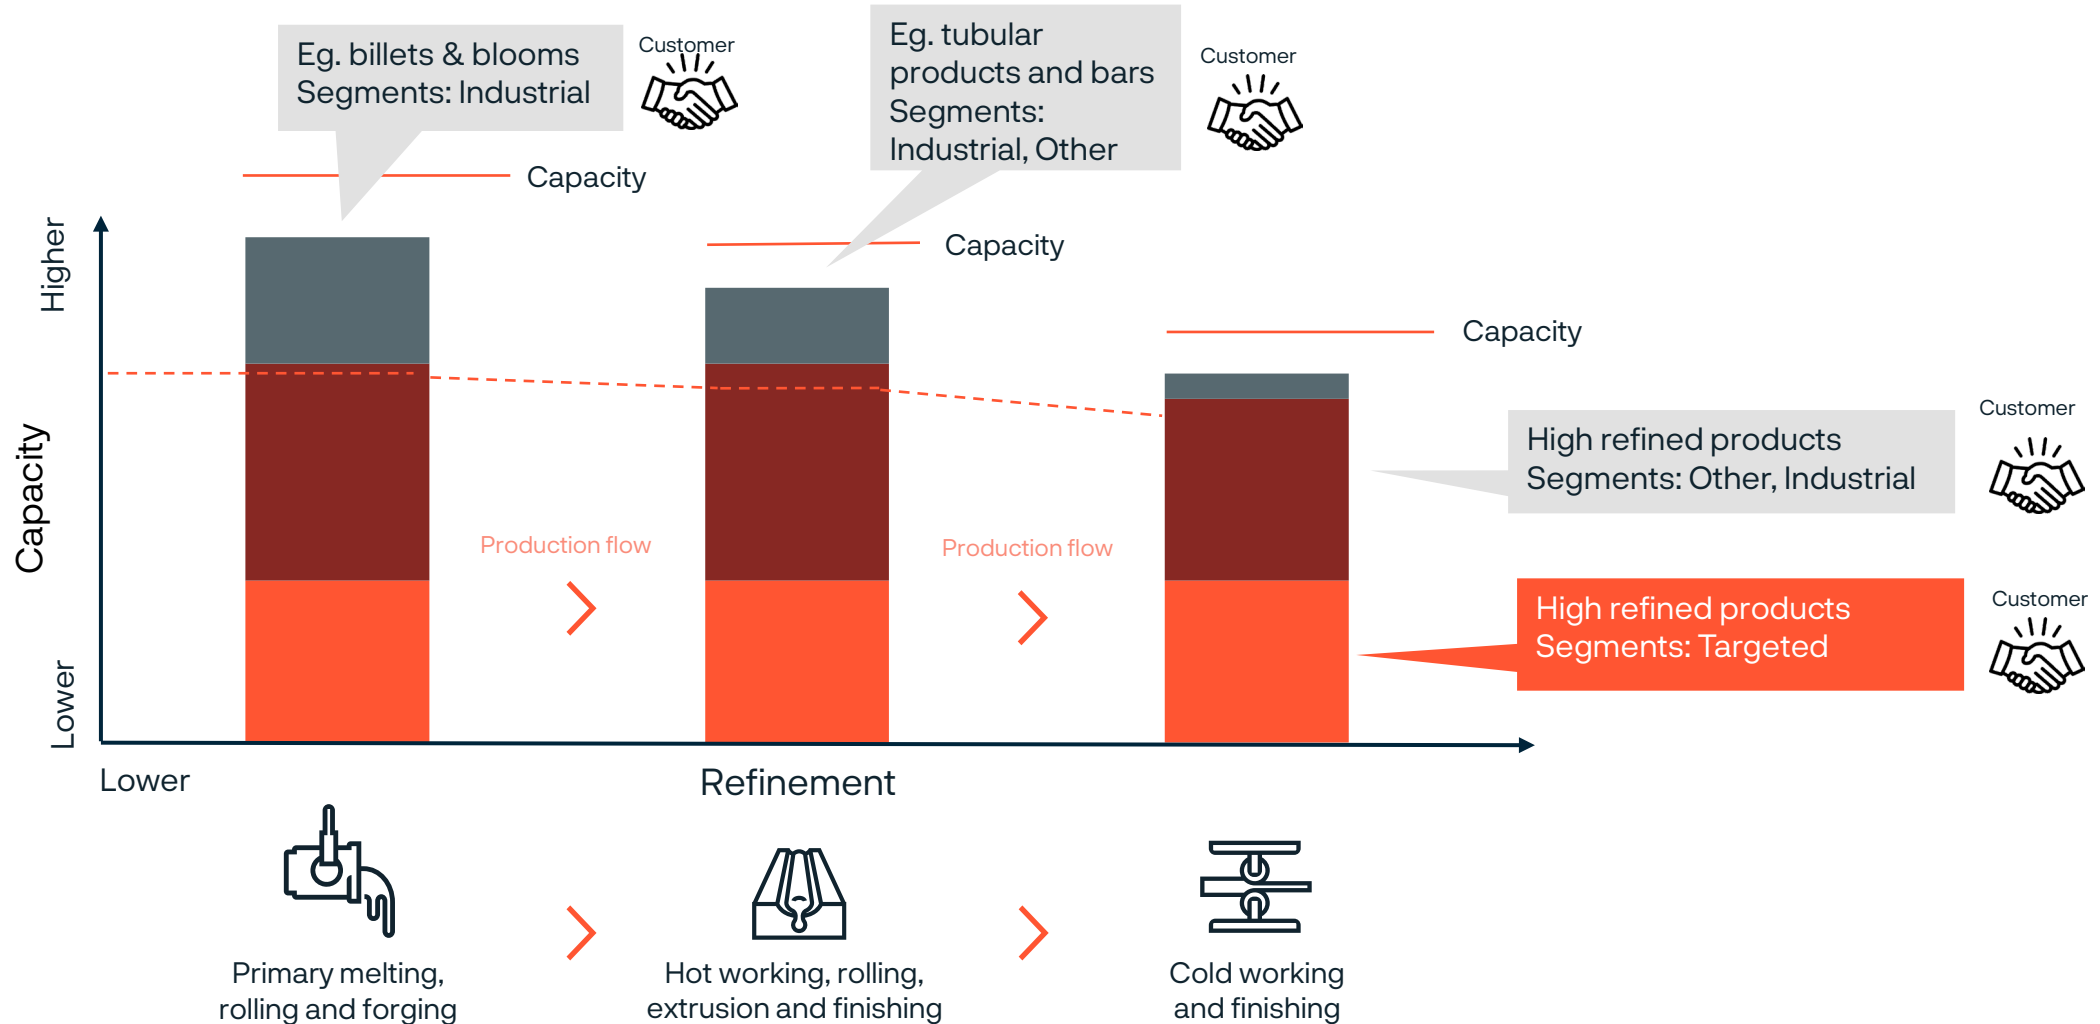 Eg. billets & blooms
Segments: Industrial
Customer
Eg. tubular
products and bars
Segments:
Industrial, Other
Customer
Capacity
Capacity
Capacity
Higher
Capacity
Lower
Production flow
Production flow
Customer
High refined products
Segments: Other, Industrial
Customer
High refined products
Segments: Targeted
Lower
Refinement
Primary melting,
rolling and forging
Hot working, rolling,
extrusion and finishing
Cold working
and finishing